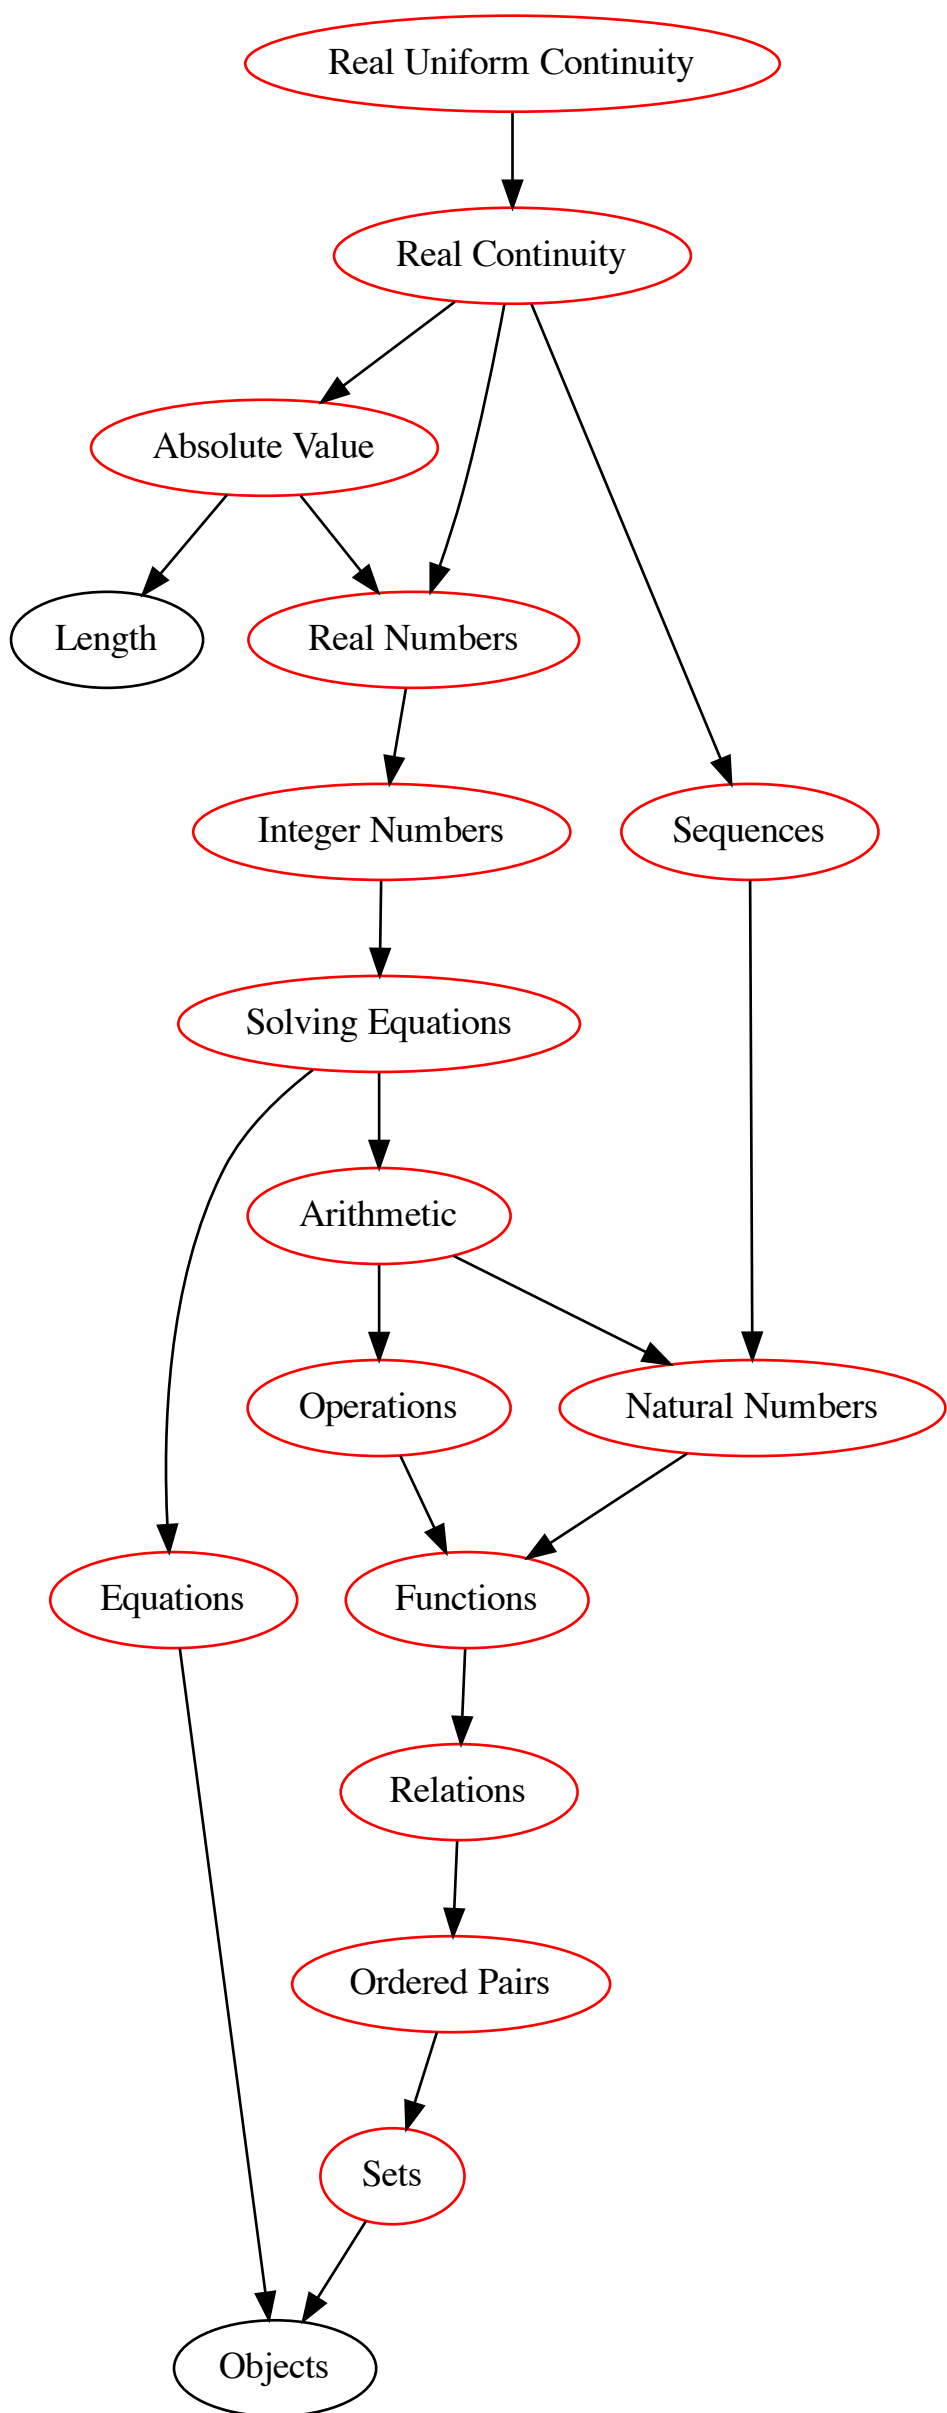 Real Uniform Continuity
Real Continuity
Absolute Value
Length
Real Numbers
Integer Numbers
Sequences
Solving Equations
Arithmetic
Operations
Natural Numbers
Equations
Functions
Relations
Ordered Pairs
Sets
Objects